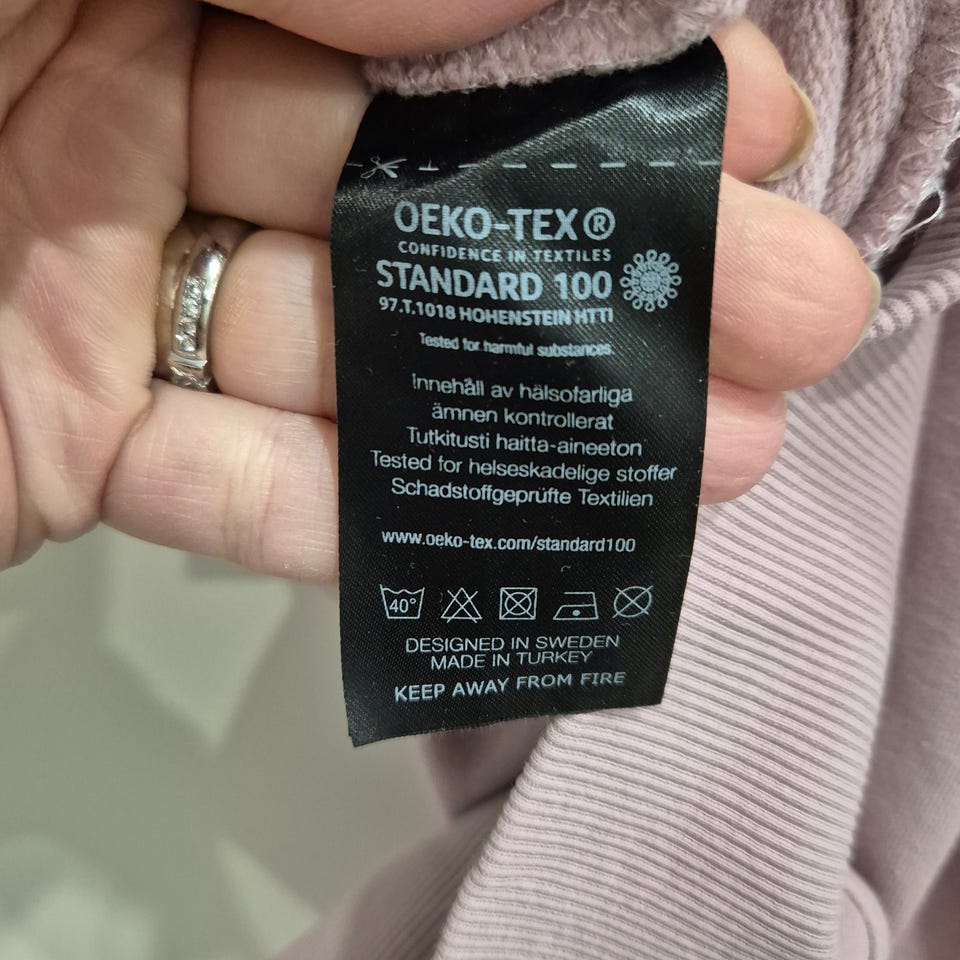 OEKO-TEX®
CONFIDENCE IN TEXTILES
STANDARD 100
97.T.1018 HOHENSTEIN HTTI
Tested for harmful substances.
Innehåll av hälsofarliga
ämnen kontrollerat
Tutkitusti haitta-aineeton
Tested for helseskadelige stoffer
Schadstoffgeprüfte Textilien
www.oeko-tex.com/standard100
40°
DESIGNED IN SWEDEN
MADE IN TURKEY
KEEP AWAY FROM FIRE